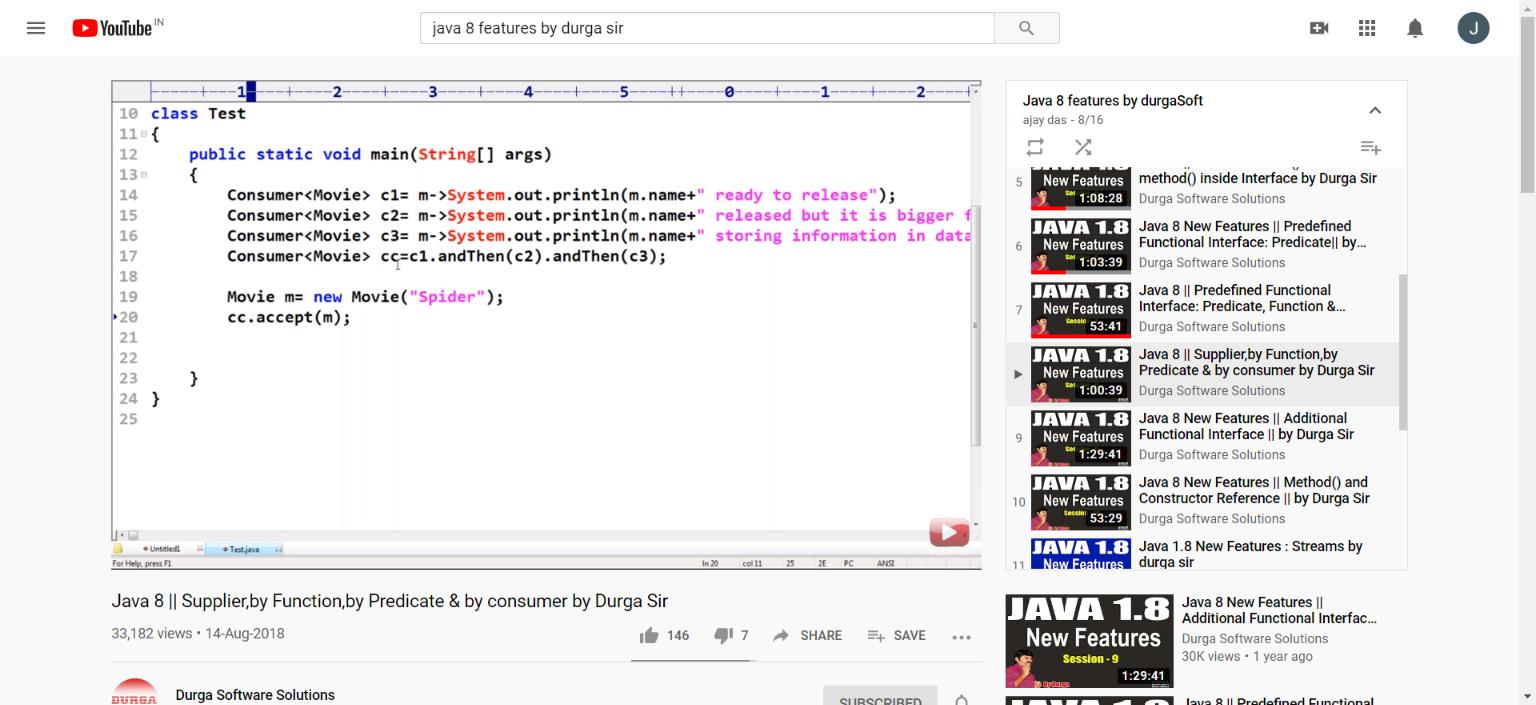 YouTube IN
java 8 features by durga sir
J
1 2 3 4 5 0 1 2
10 class Test
11 {
12 public static void main(String[] args)
13 {
14 Consumer<Movie> c1= m->System.out.println(m.name+" ready to release");
15 Consumer<Movie> c2= m->System.out.println(m.name+" released but it is bigger f
16 Consumer<Movie> c3= m->System.out.println(m.name+" storing information in data
17 Consumer<Movie> cc=c1.andThen(c2).andThen(c3);
18
19 Movie m= new Movie("Spider");
20 cc.accept(m);
21
22
23 }
24 }
25
Untitled1 Test.java
For Help, press F1 ln 20 col 11 25 2E PC ANSI
Java 8 || Supplier,by Function,by Predicate & by consumer by Durga Sir
33,182 views • 14-Aug-2018
146 7 SHARE SAVE
DURGA
Durga Software Solutions
SUBSCRIBED
Java 8 features by durgaSoft
ajay das - 8/16
5
New Features
1:08:28
method() inside Interface by Durga Sir
Durga Software Solutions
6
JAVA 1.8
New Features
1:03:39
Java 8 New Features || Predefined
Functional Interface: Predicate|| by...
Durga Software Solutions
7
JAVA 1.8
New Features
53:41
Java 8 || Predefined Functional
Interface: Predicate, Function &...
Durga Software Solutions
JAVA 1.8
New Features
1:00:39
Java 8 || Supplier,by Function,by
Predicate & by consumer by Durga Sir
Durga Software Solutions
9
JAVA 1.8
New Features
1:29:41
Java 8 New Features || Additional
Functional Interface || by Durga Sir
Durga Software Solutions
10
JAVA 1.8
New Features
53:29
Java 8 New Features || Method() and
Constructor Reference || by Durga Sir
Durga Software Solutions
11
JAVA 1.8
New Features
Java 1.8 New Features : Streams by
durga sir
JAVA 1.8
New Features
Session - 9
By Durga
1:29:41
Java 8 New Features ||
Additional Functional Interfac...
Durga Software Solutions
30K views • 1 year ago
JAVA 1.8
Java 8 || Predefined Functional